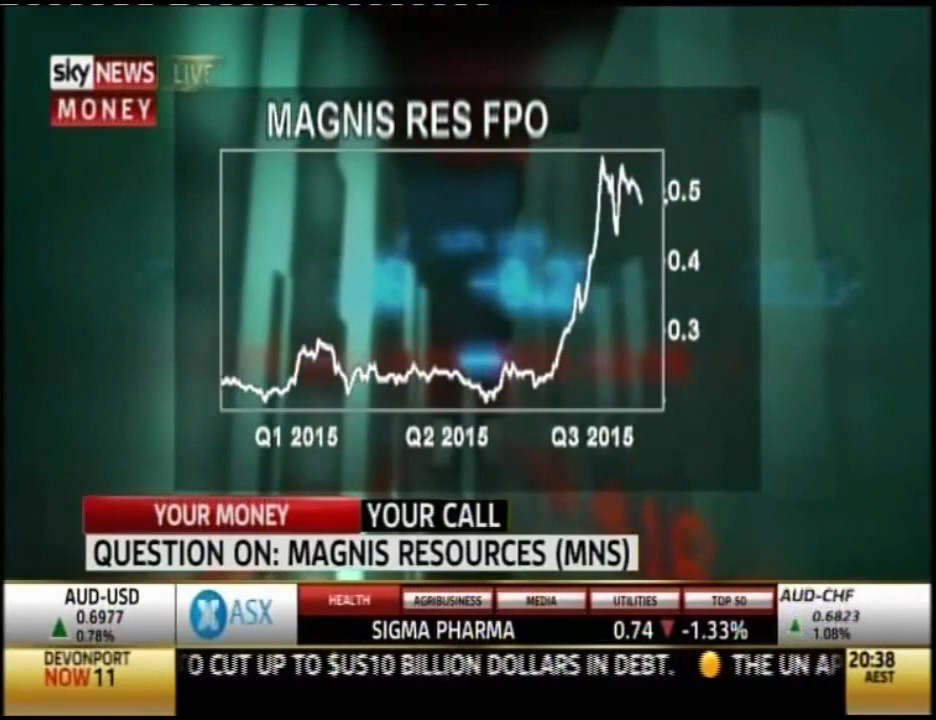 sky NEWS LIVE
MONEY
MAGNIS RES FPO
0.5
0.4
0.3
Q1 2015 Q2 2015 Q3 2015
YOUR MONEY YOUR CALL
QUESTION ON: MAGNIS RESOURCES (MNS)
AUD-USD
0.6977
0.78%
ASX
HEALTH AGRIBUSINESS MEDIA UTILITIES TOP 50
SIGMA PHARMA 0.74 -1.33%
AUD-CHF
0.6823
1.08%
DEVONPORT
NOW 11
O CUT UP TO $US10 BILLION DOLLARS IN DEBT. THE UN AP
20:38
AEST